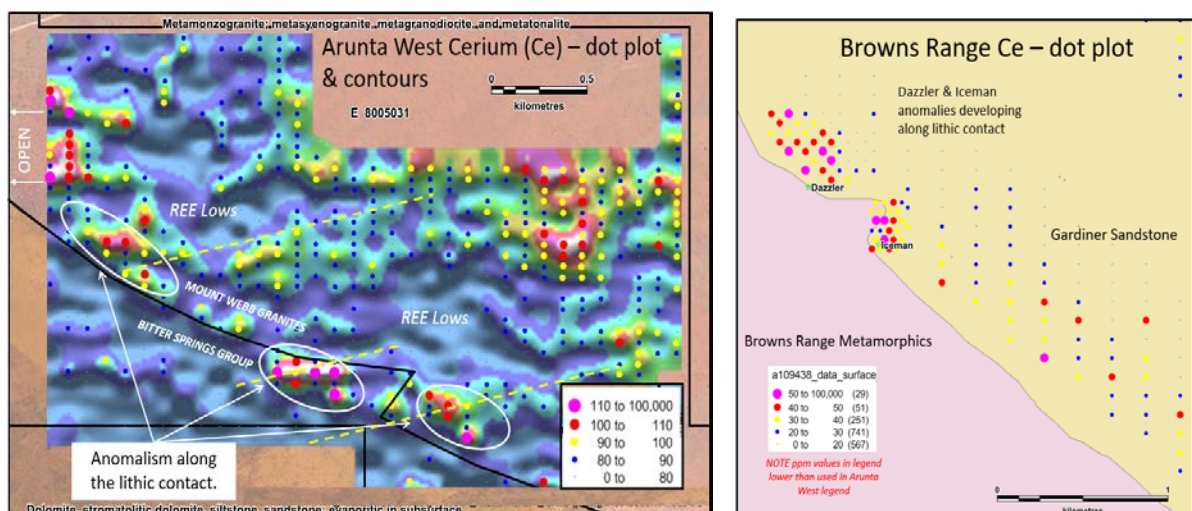 Metamonzogranite; metasyenogranite, metagranodiorite, and metatonalite
Arunta West Cerium (Ce) – dot plot
& contours
0 0.5
kilometres
E 8005031
OPEN
REE Lows
MOUNT WEBB GRANITES
BITTER SPRINGS GROUP
REE Lows
Anomalism along
the lithic contact.
110 to 100,000
100 to 110
90 to 100
80 to 90
0 to 80
Dolomite, stromatolitic dolomite, siltstone, sandstone; evaporitic in subsurface
Browns Range Ce – dot plot
Dazzler & Iceman
anomalies developing
along lithic contact
Dazzler
Iceman
Gardiner Sandstone
Browns Range Metamorphics
a109438_data_surface
50 to 100,000 (29)
40 to 50 (51)
30 to 40 (251)
20 to 30 (741)
0 to 20 (567)
NOTE ppm values in legend
lower than used in Arunta
West legend
0 1
kilometres